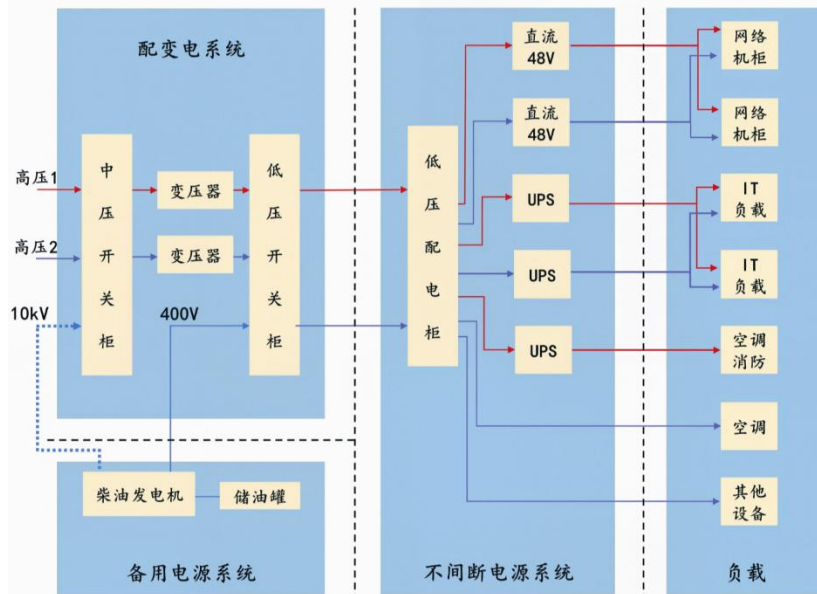 配变电系统
高压1
高压2
10kV
中压开关柜
变压器
变压器
低压开关柜
400V
柴油发电机
储油罐
备用电源系统
低压配电柜
直流
48V
直流
48V
UPS
UPS
UPS
不间断电源系统
网络
机柜
网络
机柜
IT
负载
IT
负载
空调
消防
空调
其他
设备
负载